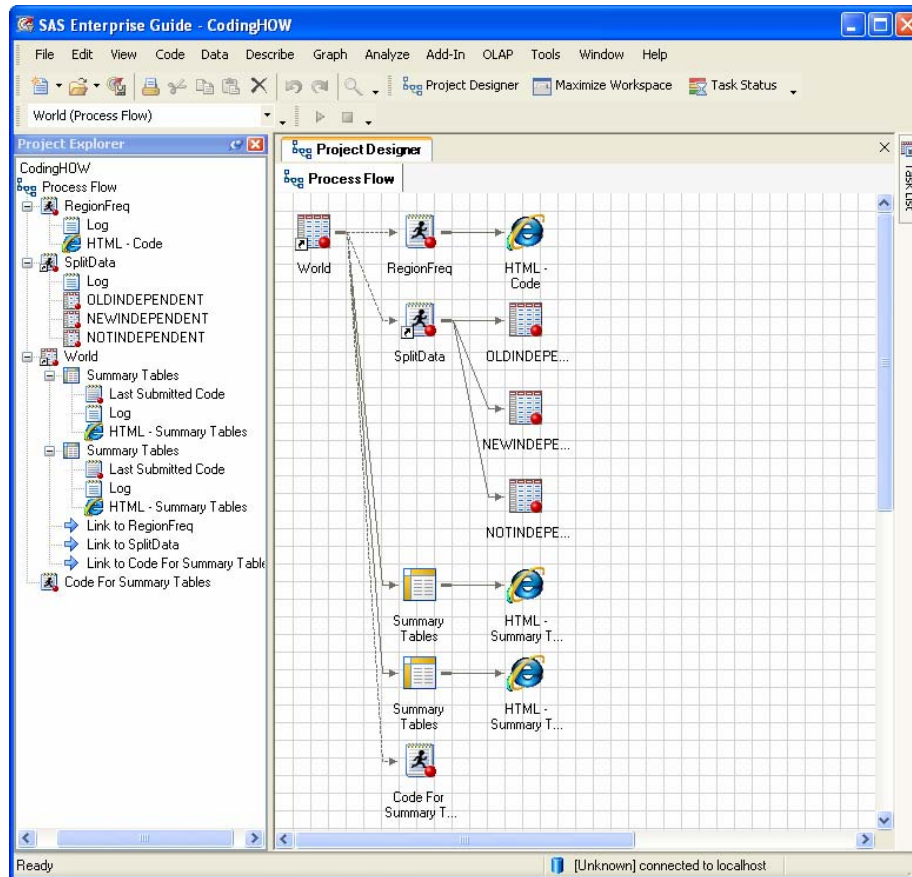 SAS Enterprise Guide - CodingHOW
File Edit View Code Data Describe Graph Analyze Add-In OLAP Tools Window Help
Project Designer Maximize Workspace Task Status
World (Process Flow)
Project Explorer
CodingHOW
Process Flow
RegionFreq
Log
HTML - Code
SplitData
Log
OLDINDEPENDENT
NEWINDEPENDENT
NOTINDEPENDENT
World
Summary Tables
Last Submitted Code
Log
HTML - Summary Tables
Summary Tables
Last Submitted Code
Log
HTML - Summary Tables
Link to RegionFreq
Link to SplitData
Link to Code For Summary Table
Code For Summary Tables
Project Designer
Process Flow
World
RegionFreq
HTML -
Code
SplitData
OLDINDEPE...
NEWINDEPE...
NOTINDEPE...
Summary
Tables
HTML -
Summary T...
Summary
Tables
HTML -
Summary T...
Code For
Summary T...
Task List
Ready
[Unknown] connected to localhost